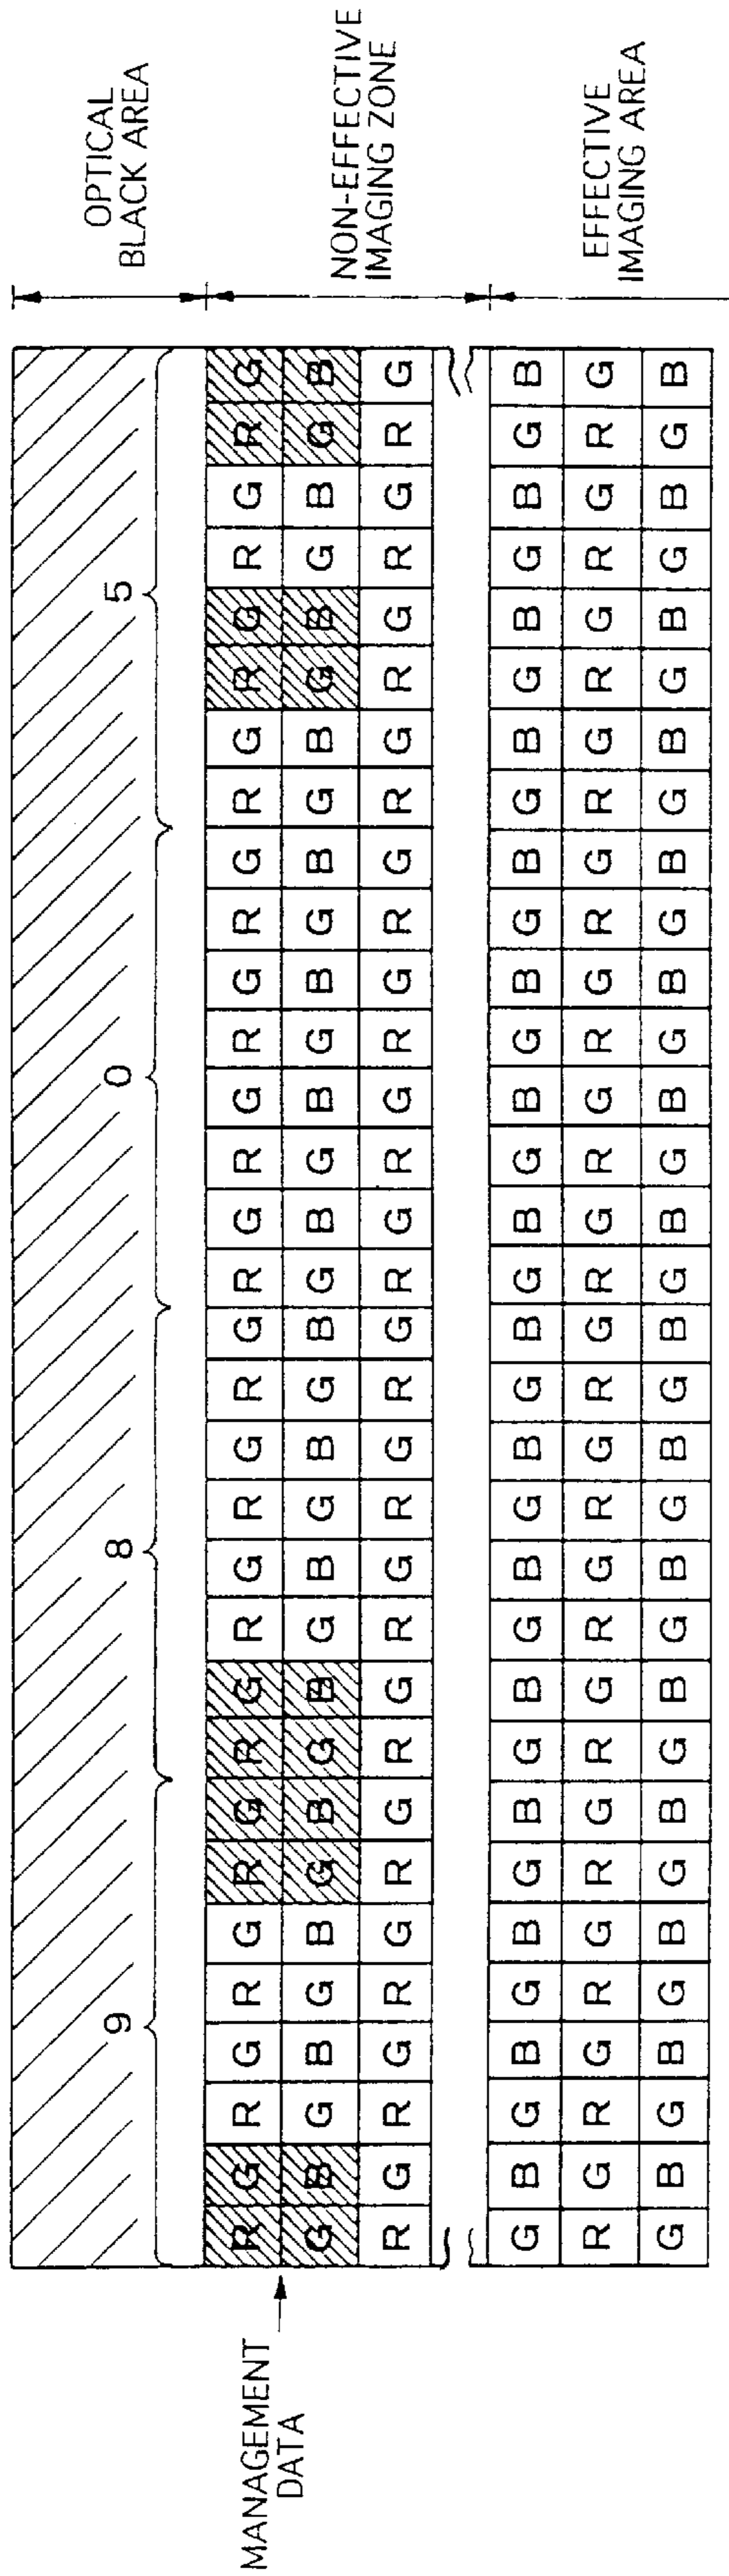 9 8 0 5
OPTICAL
BLACK AREA
MANAGEMENT
DATA
R G R G R G R G R G R G R G R G R G R G R G R G R G R G R G R G
G B G B G B G B G B G B G B G B G B G B G B G B G B G B G B G B
R G R G R G R G R G R G R G R G R G R G R G R G R G R G R G R G
NON-EFFECTIVE
IMAGING ZONE
G B G B G B G B G B G B G B G B G B G B G B G B G B G B G B G B
R G R G R G R G R G R G R G R G R G R G R G R G R G R G R G R G
G B G B G B G B G B G B G B G B G B G B G B G B G B G B G B G B
EFFECTIVE
IMAGING AREA